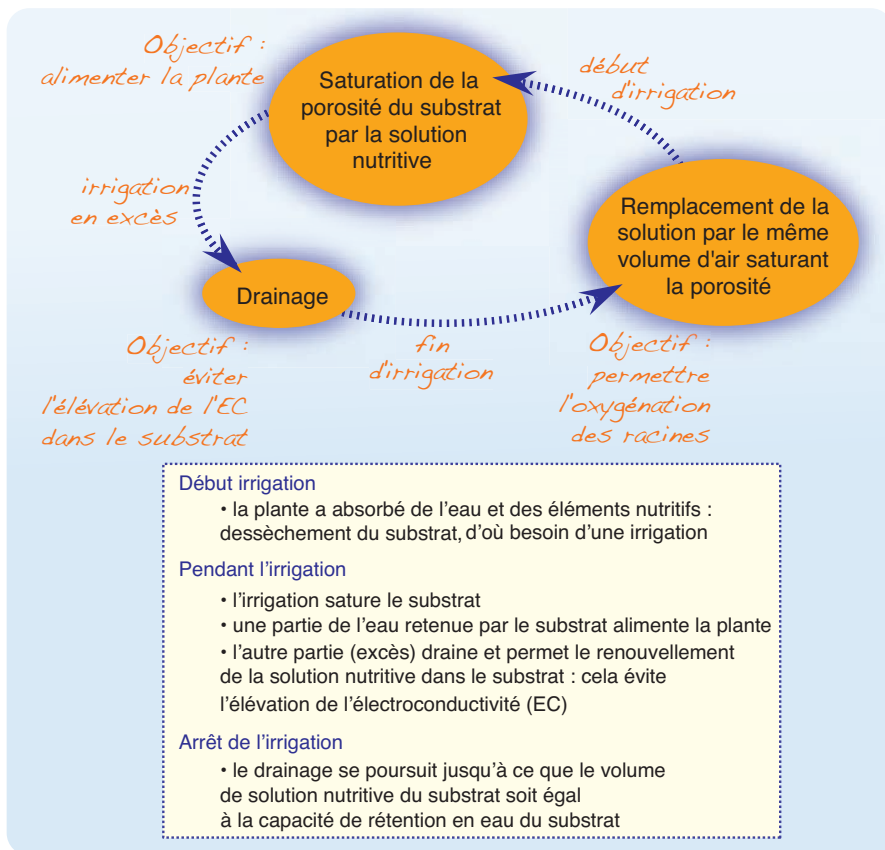 Objectif :
alimenter la plante
Saturation de la
porosité du substrat
par la solution
nutritive
début
d'irrigation
irrigation
en excès
Remplacement de la
solution par le même
volume d'air saturant
la porosité
Drainage
Objectif :
éviter
l'élévation de l'EC
dans le substrat
fin
d'irrigation
Objectif :
permettre
l'oxygénation
des racines
Début irrigation
• la plante a absorbé de l'eau et des éléments nutritifs :
dessèchement du substrat, d'où besoin d'une irrigation
Pendant l'irrigation
• l'irrigation sature le substrat
• une partie de l'eau retenue par le substrat alimente la plante
• l'autre partie (excès) draine et permet le renouvellement
de la solution nutritive dans le substrat : cela évite
l'élévation de l'électroconductivité (EC)
Arrêt de l'irrigation
• le drainage se poursuit jusqu'à ce que le volume
de solution nutritive du substrat soit égal
à la capacité de rétention en eau du substrat